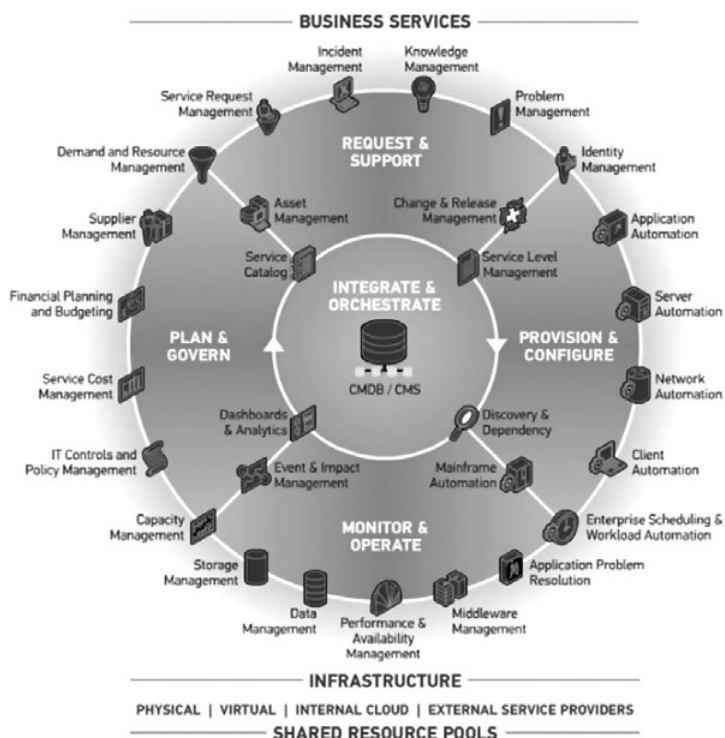 BUSINESS SERVICES
Incident
Management
Knowledge
Management
Service Request
Management
Problem
Management
REQUEST &
SUPPORT
Demand and Resource
Management
Identity
Management
Asset
Management
Change & Release
Management
Supplier
Management
Application
Automation
Service
Catalog
Service Level
Management
INTEGRATE &
ORCHESTRATE
Financial Planning
and Budgeting
Server
Automation
PLAN &
GOVERN
PROVISION &
CONFIGURE
CMDB / CMS
Service Cost
Management
Network
Automation
Dashboards
& Analytics
Discovery &
Dependency
IT Controls and
Policy Management
Client
Automation
Event & Impact
Management
Mainframe
Automation
Capacity
Management
Enterprise Scheduling &
Workload Automation
MONITOR &
OPERATE
Storage
Management
Application Problem
Resolution
Data
Management
Performance &
Availability
Management
Middleware
Management
INFRASTRUCTURE
PHYSICAL | VIRTUAL | INTERNAL CLOUD | EXTERNAL SERVICE PROVIDERS
SHARED RESOURCE POOLS